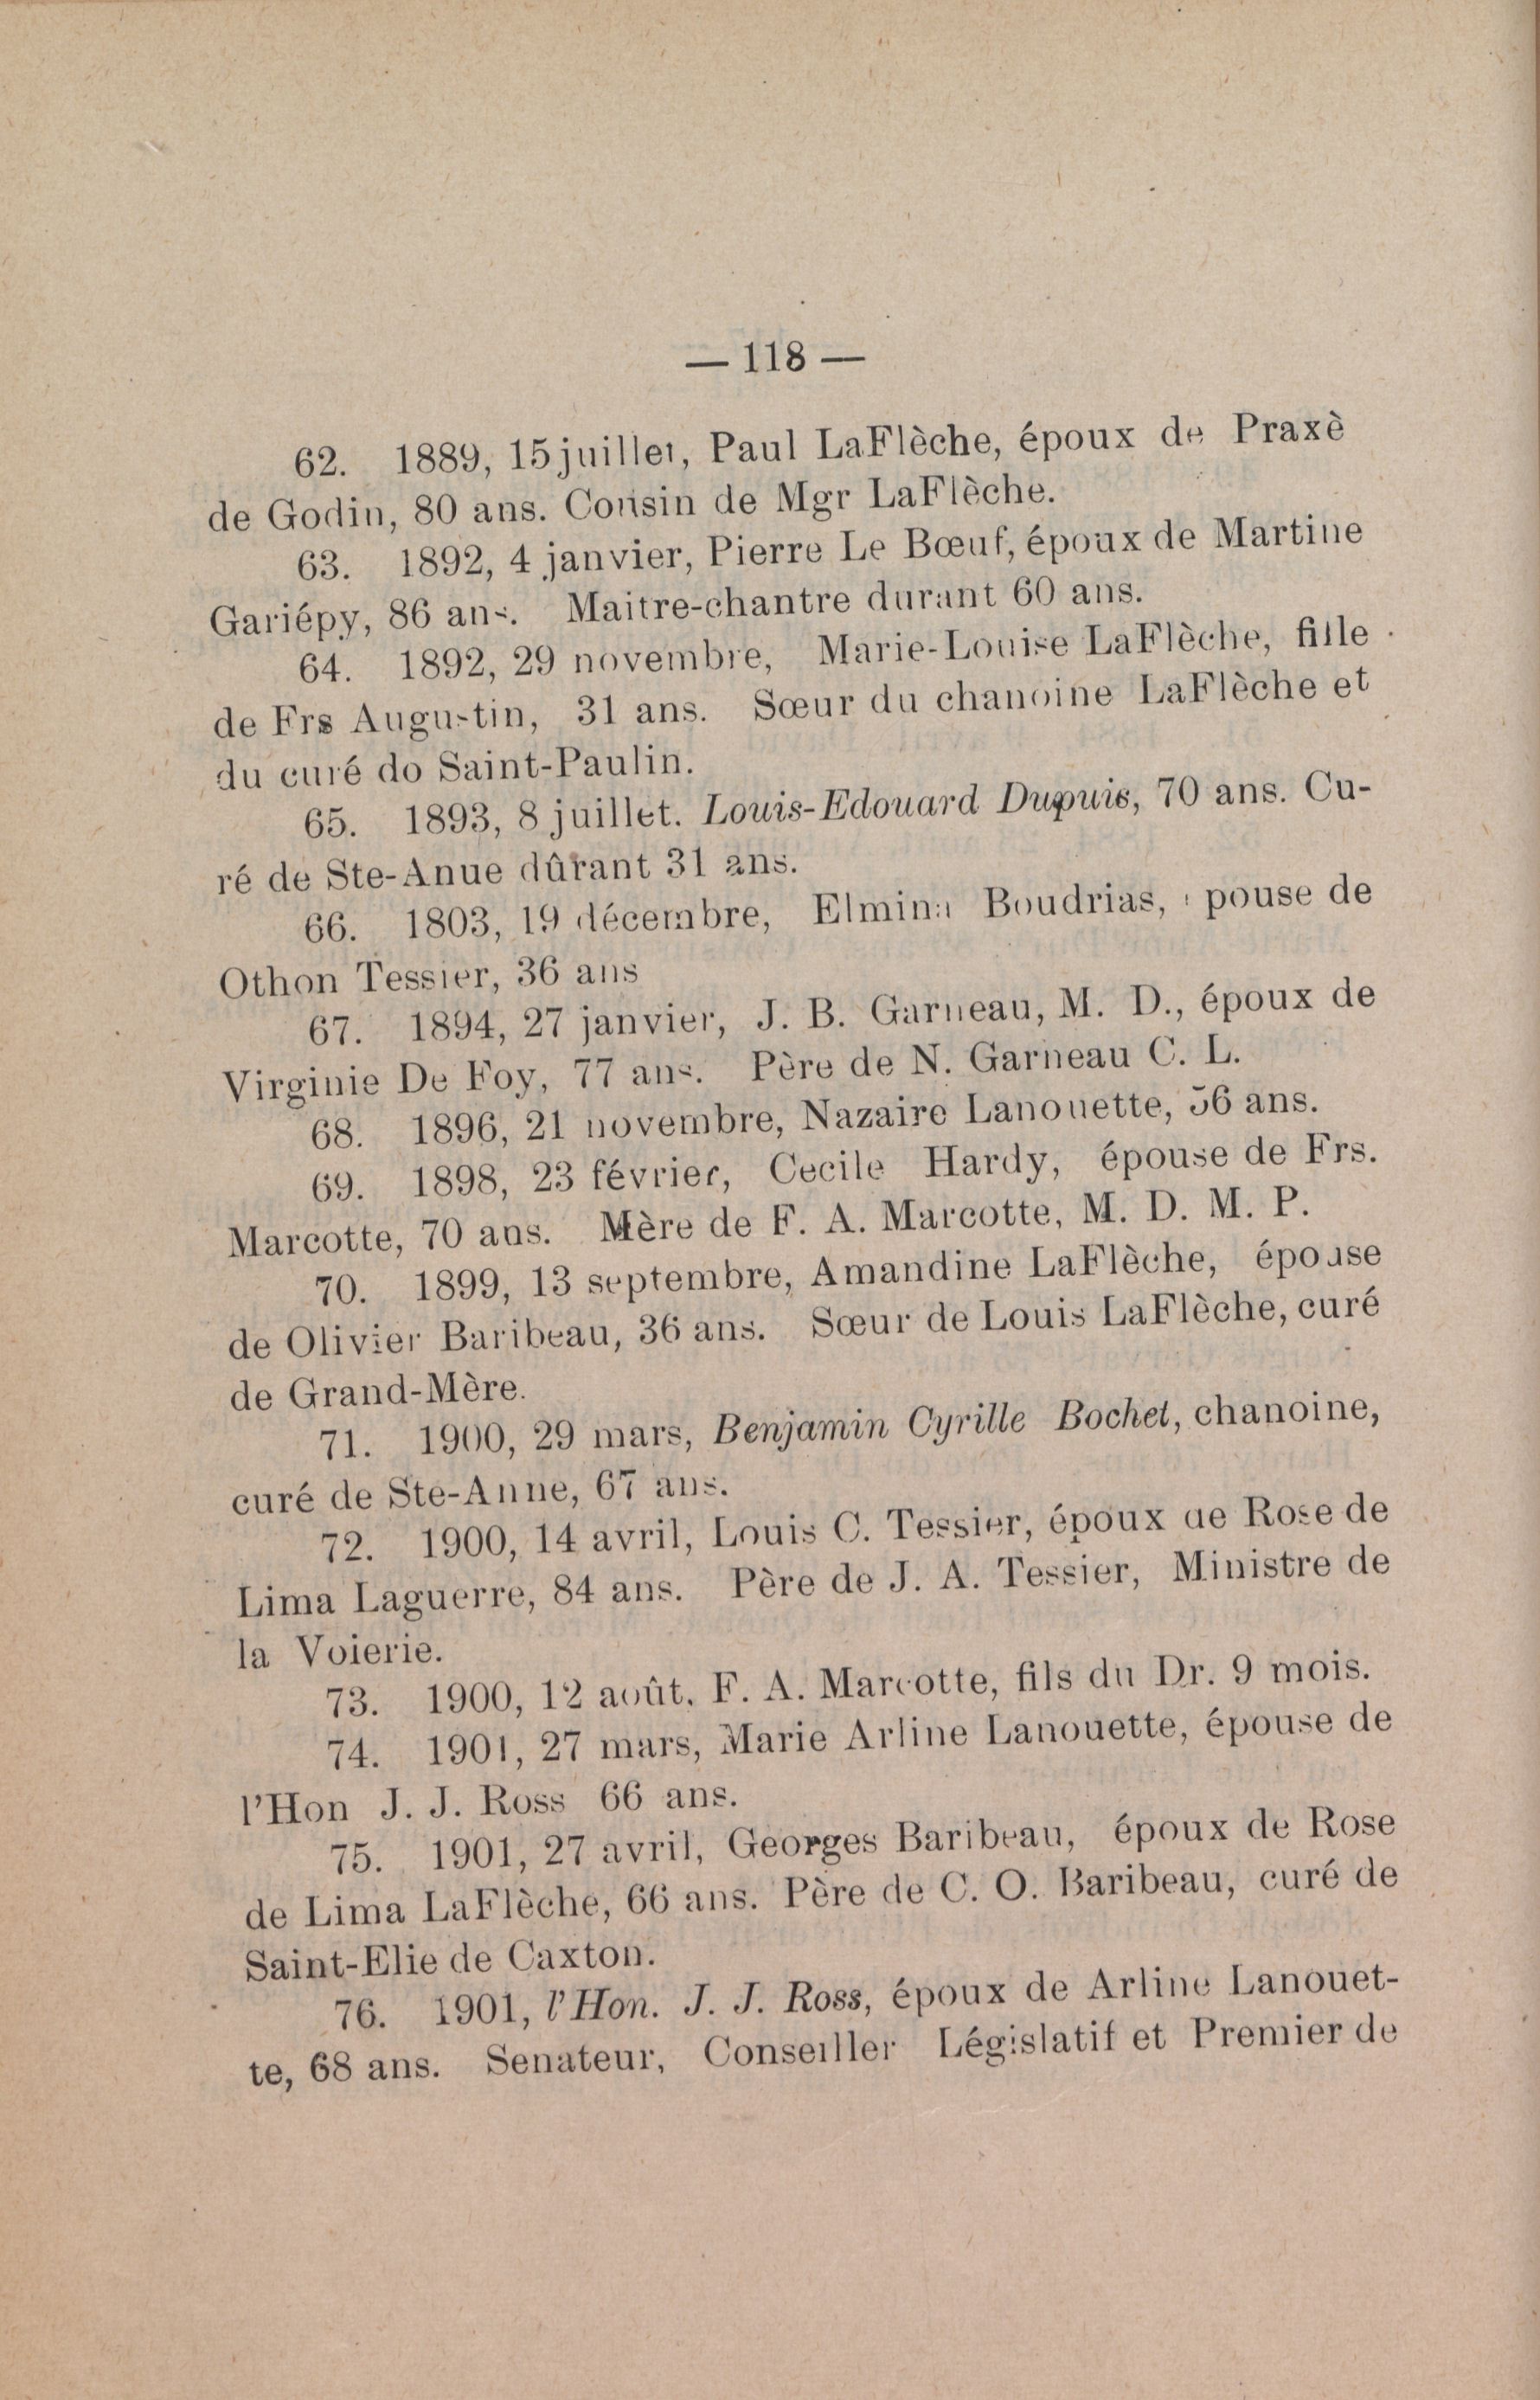 — 118 —
62. 1889, 15 juillet, Paul LaFlèche, époux de Praxè
de Godin, 80 ans. Cousin de Mgr LaFlèche.
63. 1892, 4 janvier, Pierre Le Bœuf, époux de Martine
Gariépy, 86 ans. Maitre-chantre durant 60 ans.
64. 1892, 29 novembre, Marie-Louise LaFlèche, fille
de Frs Augustin, 31 ans. Sœur du chanoine LaFlèche et
du curé do Saint-Paulin.
65. 1893, 8 juillet. Louis-Edouard Dupuis, 70 ans. Cu-
ré de Ste-Anue dûrant 31 ans.
66. 1803, 19 décembre, Elmina Boudrias, épouse de
Othon Tessier, 36 ans
67. 1894, 27 janvier, J. B. Garneau, M. D., époux de
Virginie De Foy, 77 ans. Père de N. Garneau C. L.
68. 1896, 21 novembre, Nazaire Lanouette, 56 ans.
69. 1898, 23 février, Cecile Hardy, épouse de Frs.
Marcotte, 70 ans. Mère de F. A. Marcotte, M. D. M. P.
70. 1899, 13 septembre, Amandine LaFlèche, épouse
de Olivier Baribeau, 36 ans. Sœur de Louis LaFlèche, curé
de Grand-Mère.
71. 1900, 29 mars, Benjamin Cyrille Bochet, chanoine,
curé de Ste-Anne, 67 ans.
72. 1900, 14 avril, Louis C. Tessier, époux de Rose de
Lima Laguerre, 84 ans. Père de J. A. Tessier, Ministre de
la Voierie.
73. 1900, 12 août. F. A. Marcotte, fils du Dr. 9 mois.
74. 1901, 27 mars, Marie Arline Lanouette, épouse de
l'Hon J. J. Ross 66 ans.
75. 1901, 27 avril, Georges Baribeau, époux de Rose
de Lima LaFlèche, 66 ans. Père de C. O. Baribeau, curé de
Saint-Elie de Caxton.
76. 1901, l'Hon. J. J. Ross, époux de Arline Lanouet-
te, 68 ans. Senateur, Conseiller Législatif et Premier de